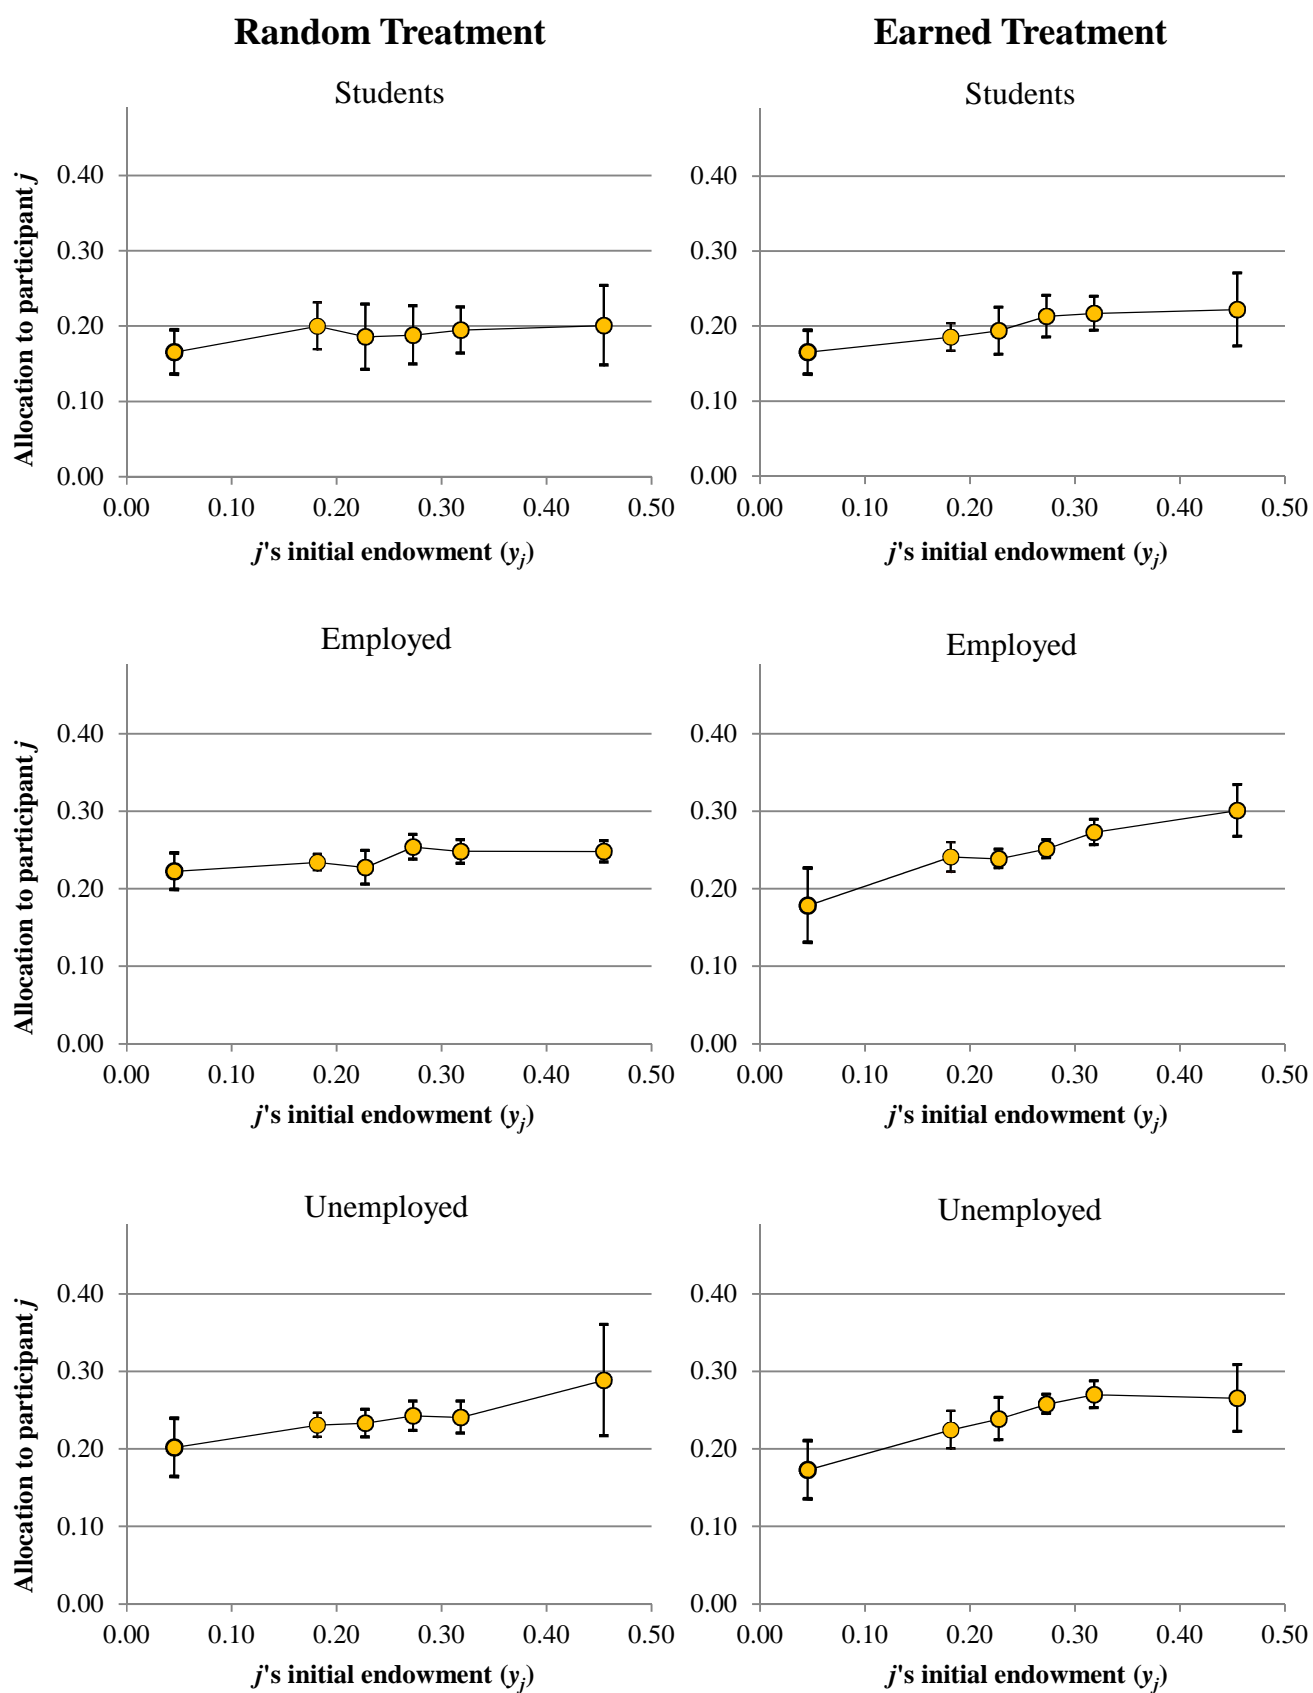 Random Treatment
Earned Treatment
Students
Allocation to participant j
0.40
0.30
0.20
0.10
0.00
0.00 0.10 0.20 0.30 0.40 0.50
j's initial endowment (yj)
Students
0.40
0.30
0.20
0.10
0.00
0.00 0.10 0.20 0.30 0.40 0.50
j's initial endowment (yj)
Employed
Allocation to participant j
0.40
0.30
0.20
0.10
0.00
0.00 0.10 0.20 0.30 0.40 0.50
j's initial endowment (yj)
Employed
0.40
0.30
0.20
0.10
0.00
0.00 0.10 0.20 0.30 0.40 0.50
j's initial endowment (yj)
Unemployed
Allocation to participant j
0.40
0.30
0.20
0.10
0.00
0.00 0.10 0.20 0.30 0.40 0.50
j's initial endowment (yj)
Unemployed
0.40
0.30
0.20
0.10
0.00
0.00 0.10 0.20 0.30 0.40 0.50
j's initial endowment (yj)